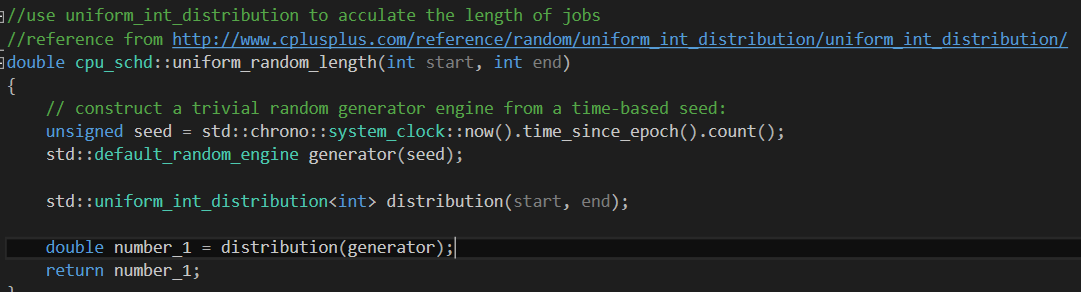 //use uniform_int_distribution to acculate the length of jobs
//reference from http://www.cplusplus.com/reference/random/uniform_int_distribution/uniform_int_distribution/
double cpu_schd::uniform_random_length(int start, int end)
{
    // construct a trivial random generator engine from a time-based seed:
    unsigned seed = std::chrono::system_clock::now().time_since_epoch().count();
    std::default_random_engine generator(seed);
    std::uniform_int_distribution<int> distribution(start, end);
    double number_1 = distribution(generator);
    return number_1;
}